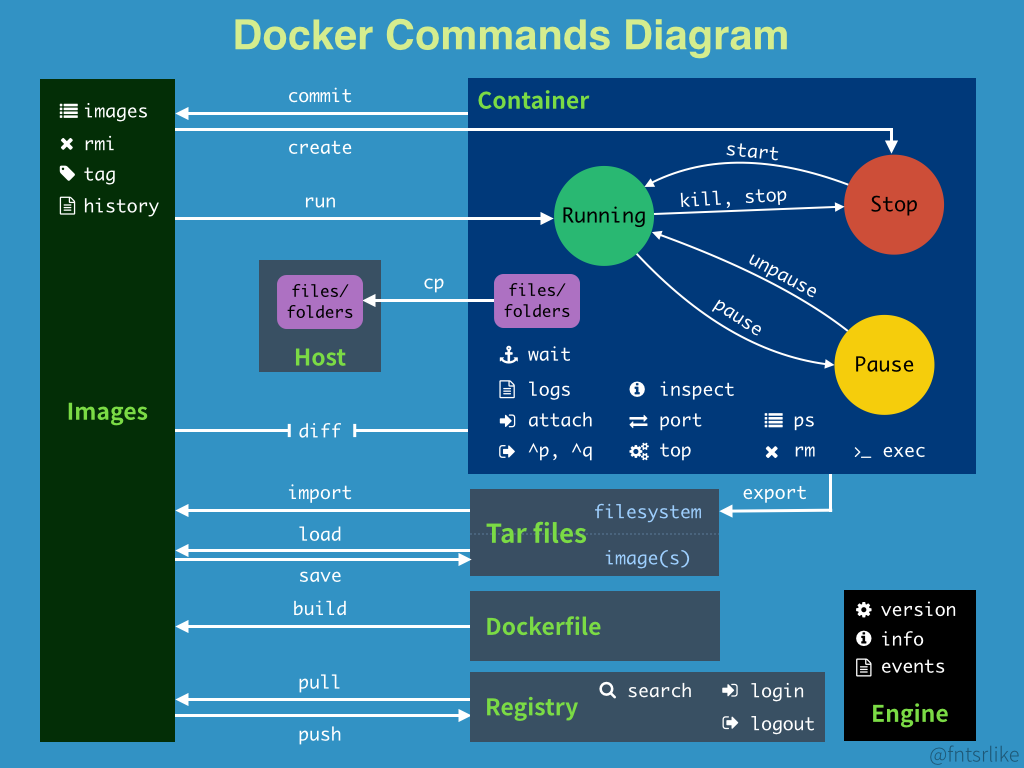 Docker Commands Diagram
images
rmi
tag
history
Images
commit
create
run
Container
start
kill, stop
Running
Stop
unpause
pause
Pause
files/
folders
Host
cp
files/
folders
wait
logs
inspect
attach
port
ps
^p, ^q
top
rm
>_ exec
diff
import
load
save
export
filesystem
Tar files
image(s)
build
Dockerfile
pull
push
Registry
search
login
logout
version
info
events
Engine
@fntsrlike